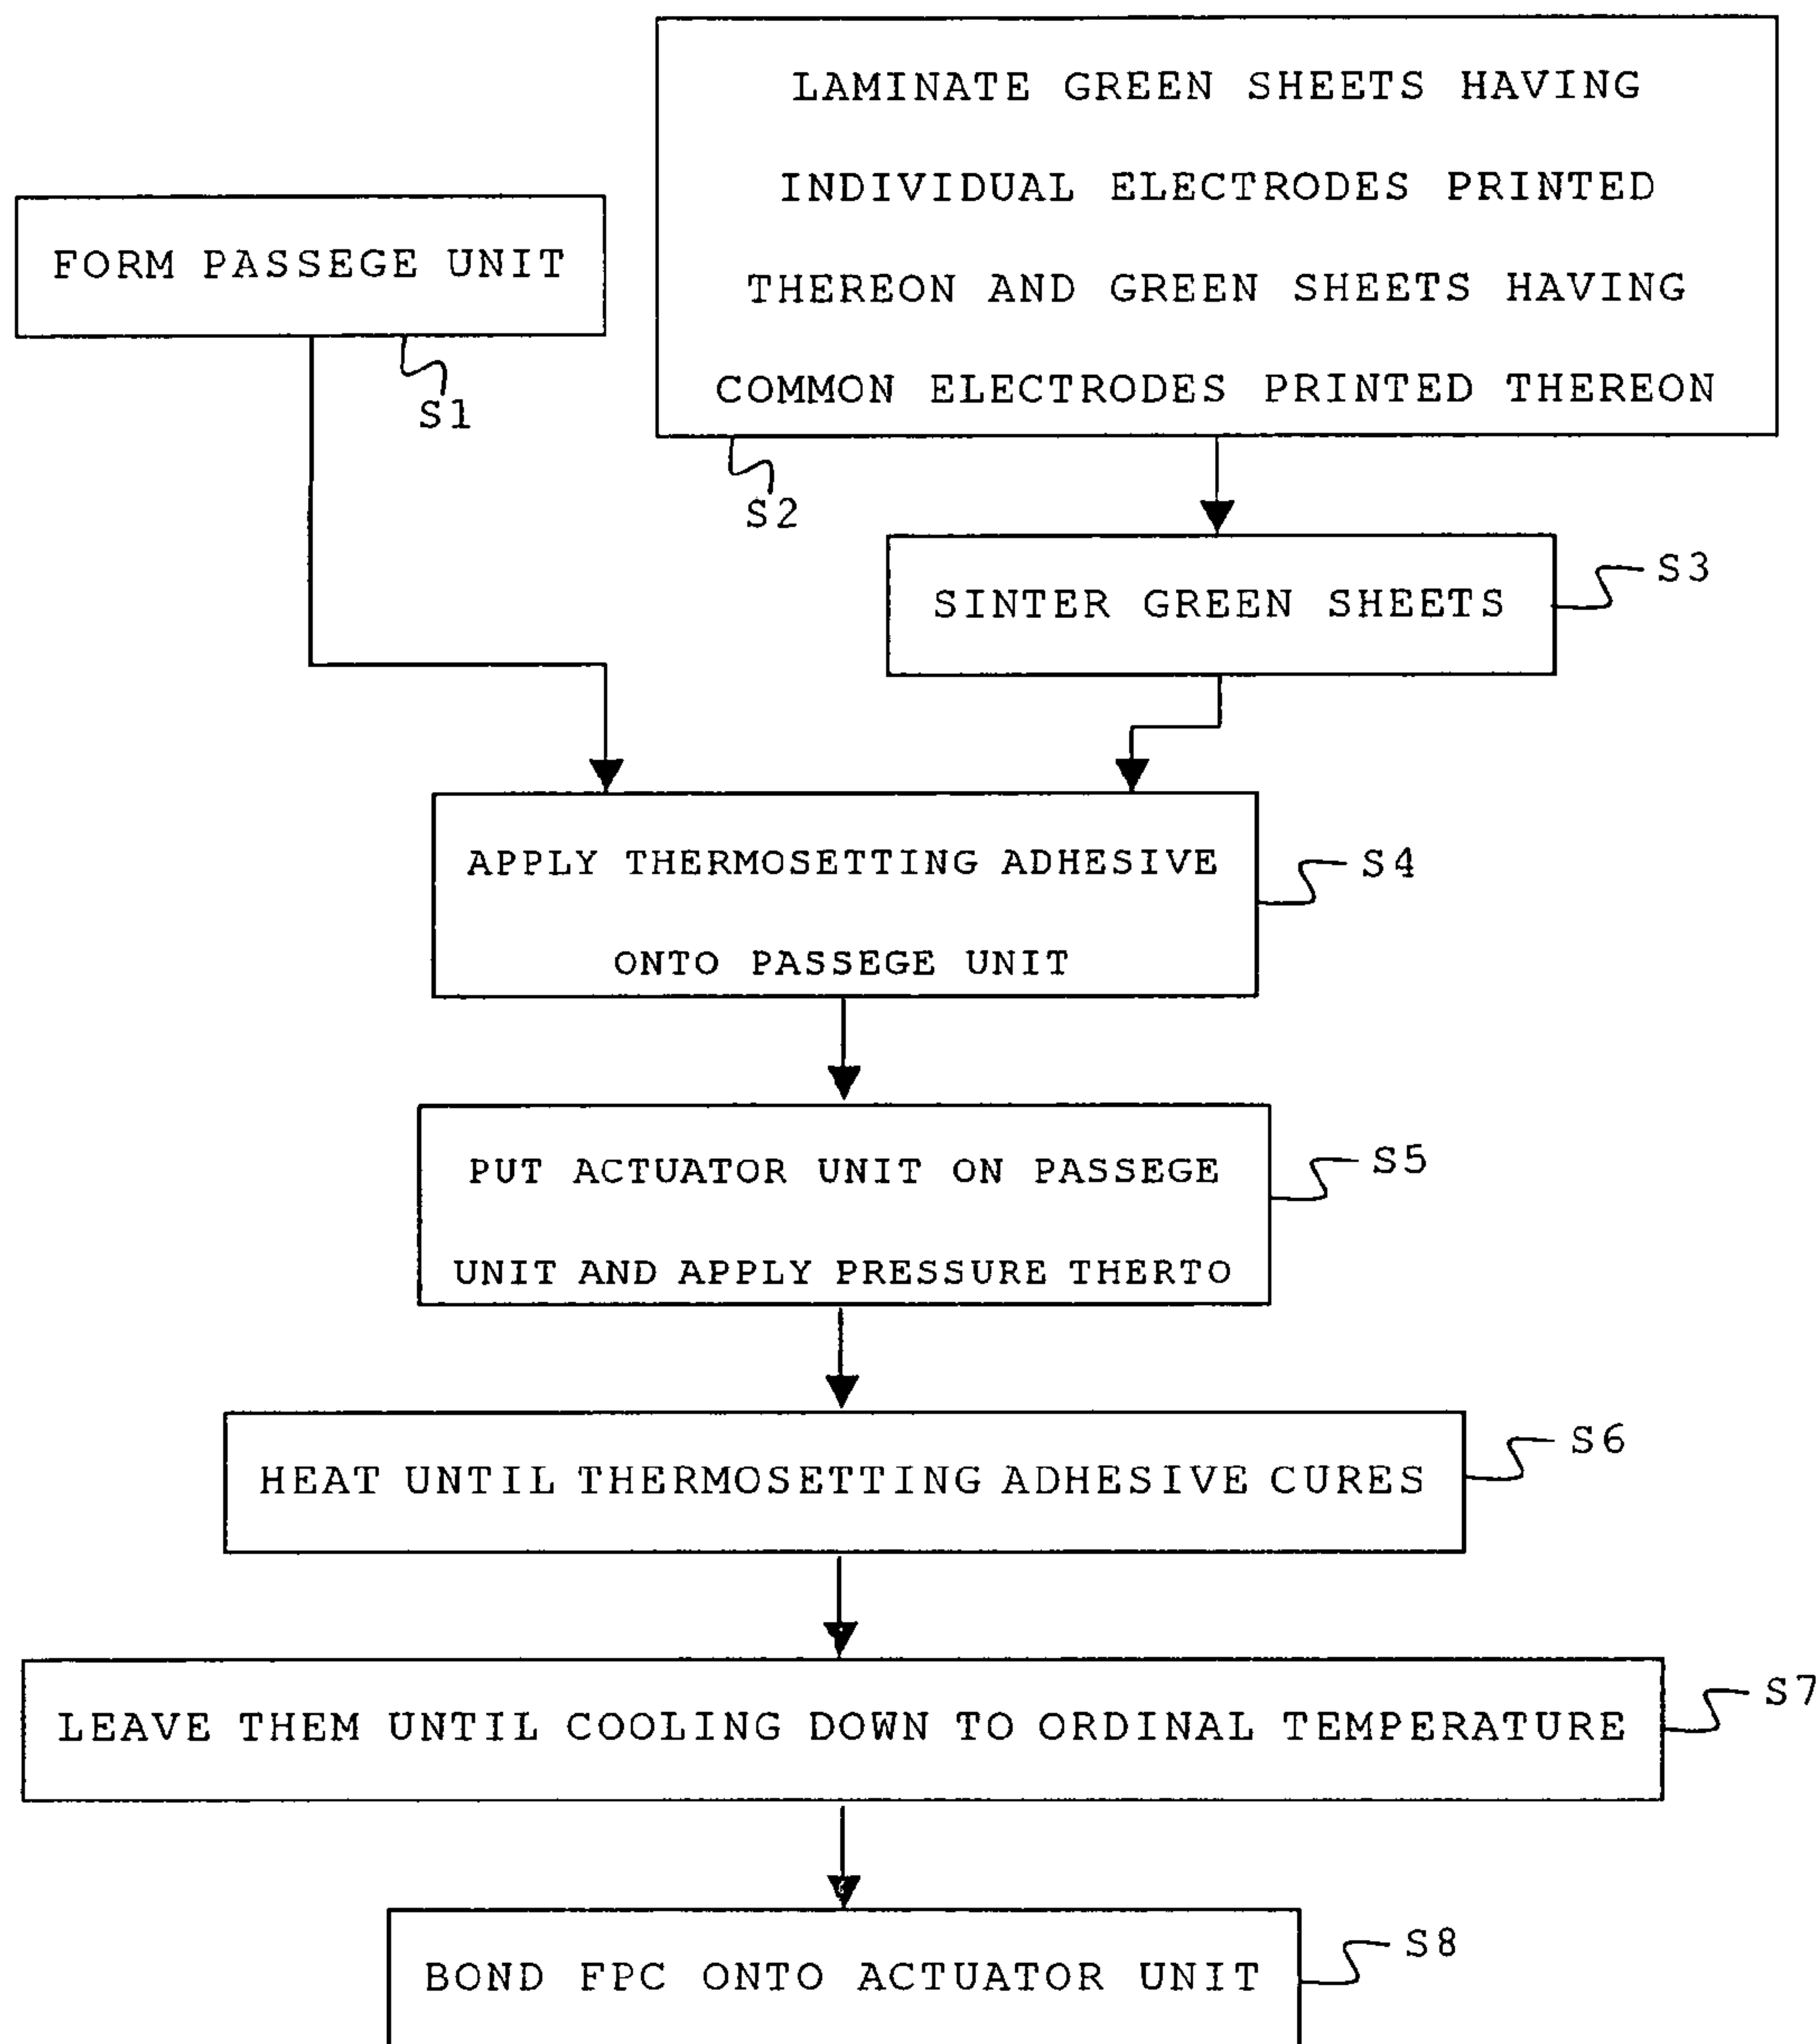 FORM PASSEGE UNIT
S1
LAMINATE GREEN SHEETS HAVING
INDIVIDUAL ELECTRODES PRINTED
THEREON AND GREEN SHEETS HAVING
COMMON ELECTRODES PRINTED THEREON
S2
SINTER GREEN SHEETS
S3
APPLY THERMOSETTING ADHESIVE
ONTO PASSEGE UNIT
S4
PUT ACTUATOR UNIT ON PASSEGE
UNIT AND APPLY PRESSURE THERTO
S5
HEAT UNTIL THERMOSETTING ADHESIVE CURES
S6
LEAVE THEM UNTIL COOLING DOWN TO ORDINAL TEMPERATURE
S7
BOND FPC ONTO ACTUATOR UNIT
S8